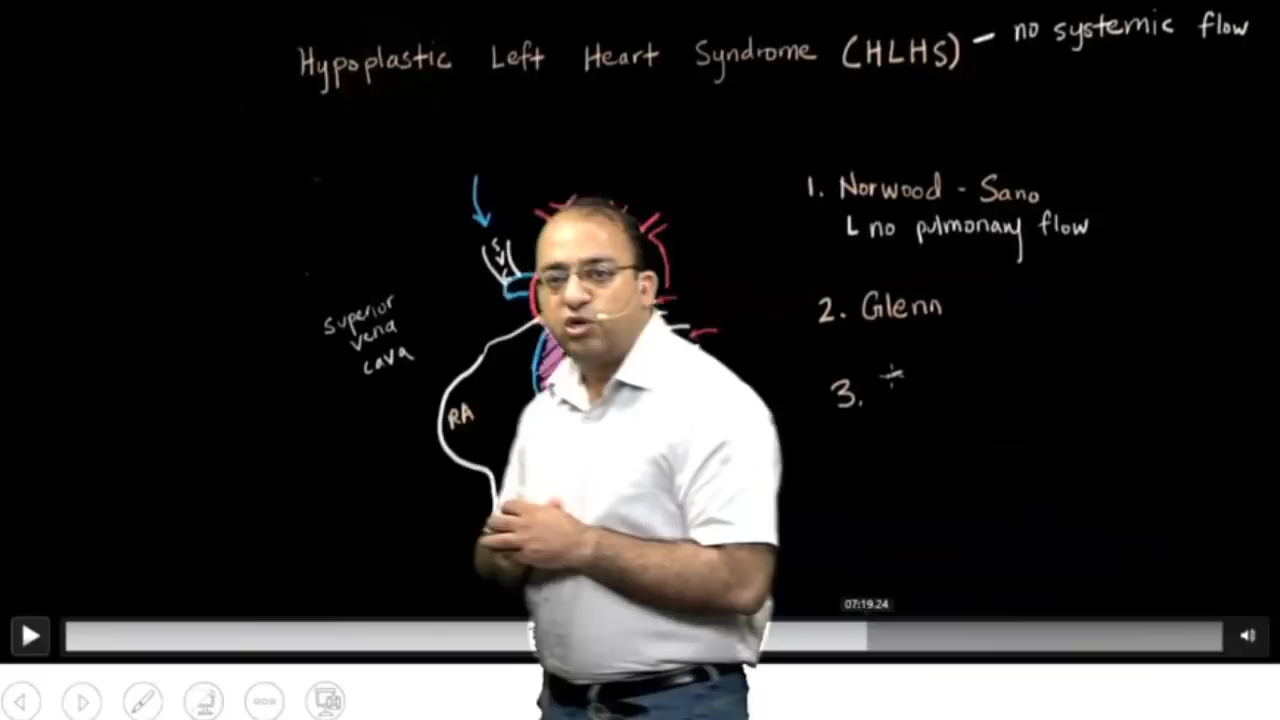 Hypoplastic Left Heart Syndrome (HLHS) - no systemic flow
1. Norwood - Sano
no pulmonary flow
2. Glenn
3.
S
V
superior
vena
cava
RA
07:19.24